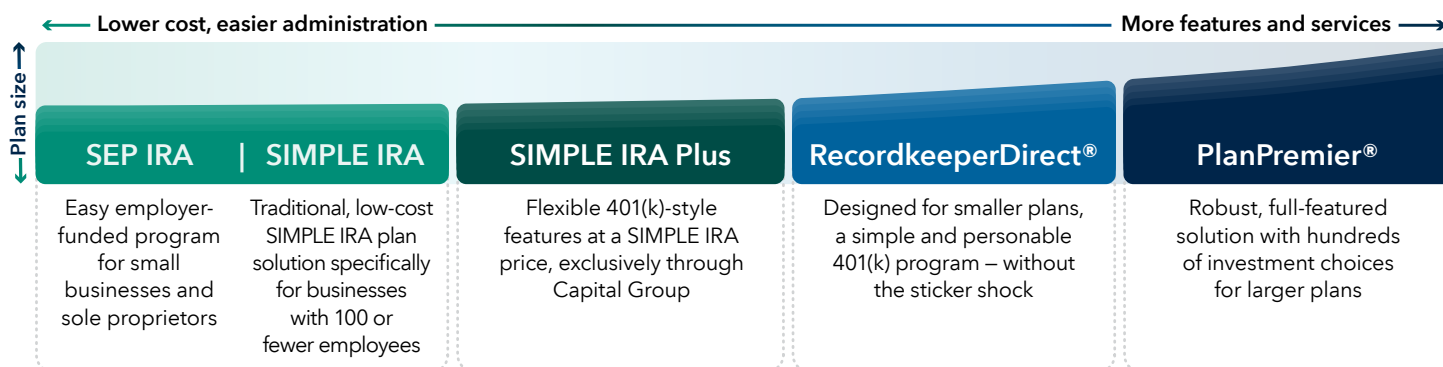 Lower cost, easier administration
More features and services
Plan size
SEP IRA | SIMPLE IRA
SIMPLE IRA Plus
RecordkeeperDirect®
PlanPremier®
Easy employer-
funded program
for small
businesses and
sole proprietors
Traditional, low-cost
SIMPLE IRA plan
solution specifically
for businesses
with 100 or
fewer employees
Flexible 401(k)-style
features at a SIMPLE IRA
price, exclusively through
Capital Group
Designed for smaller plans,
a simple and personable
401(k) program – without
the sticker shock
Robust, full-featured
solution with hundreds
of investment choices
for larger plans